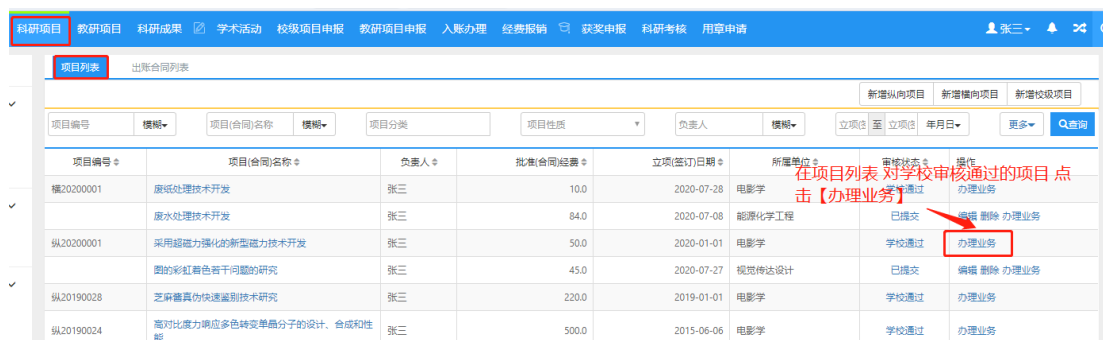 科研项目 教研项目 科研成果 学术活动 校级项目申报 教研项目申报 入账办理 经费报销 获奖申报 科研考核 用章申请 张三
项目列表 出账合同列表
新增纵向项目 新增横向项目 新增校级项目
项目编号 模糊 项目(合同)名称 模糊 项目分类 项目性质 负责人 模糊 立项(签 至 立项(签 年月日 更多 查询
项目编号 项目(合同)名称 负责人 批准(合同)经费 立项(签订)日期 所属单位 审核状态 操作
在项目列表 对学校审核通过的项目 点
击【办理业务】
横20200001 废纸处理技术开发 张三 10.0 2020-07-28 电影学 学校通过 办理业务
废水处理技术开发 张三 84.0 2020-07-08 能源化学工程 已提交 编辑 删除 办理业务
纵20200001 采用超磁力强化的新型磁力技术开发 张三 50.0 2020-01-01 电影学 学校通过 办理业务
图的彩虹着色若干问题的研究 张三 45.0 2020-07-27 视觉传达设计 已提交 编辑 删除 办理业务
纵20190028 芝麻酱真伪快速鉴别技术研究 张三 220.0 2019-01-01 电影学 学校通过 办理业务
纵20190024 高对比度力响应多色转变单晶分子的设计、合成和性能 张三 500.0 2015-06-06 电影学 学校通过 办理业务